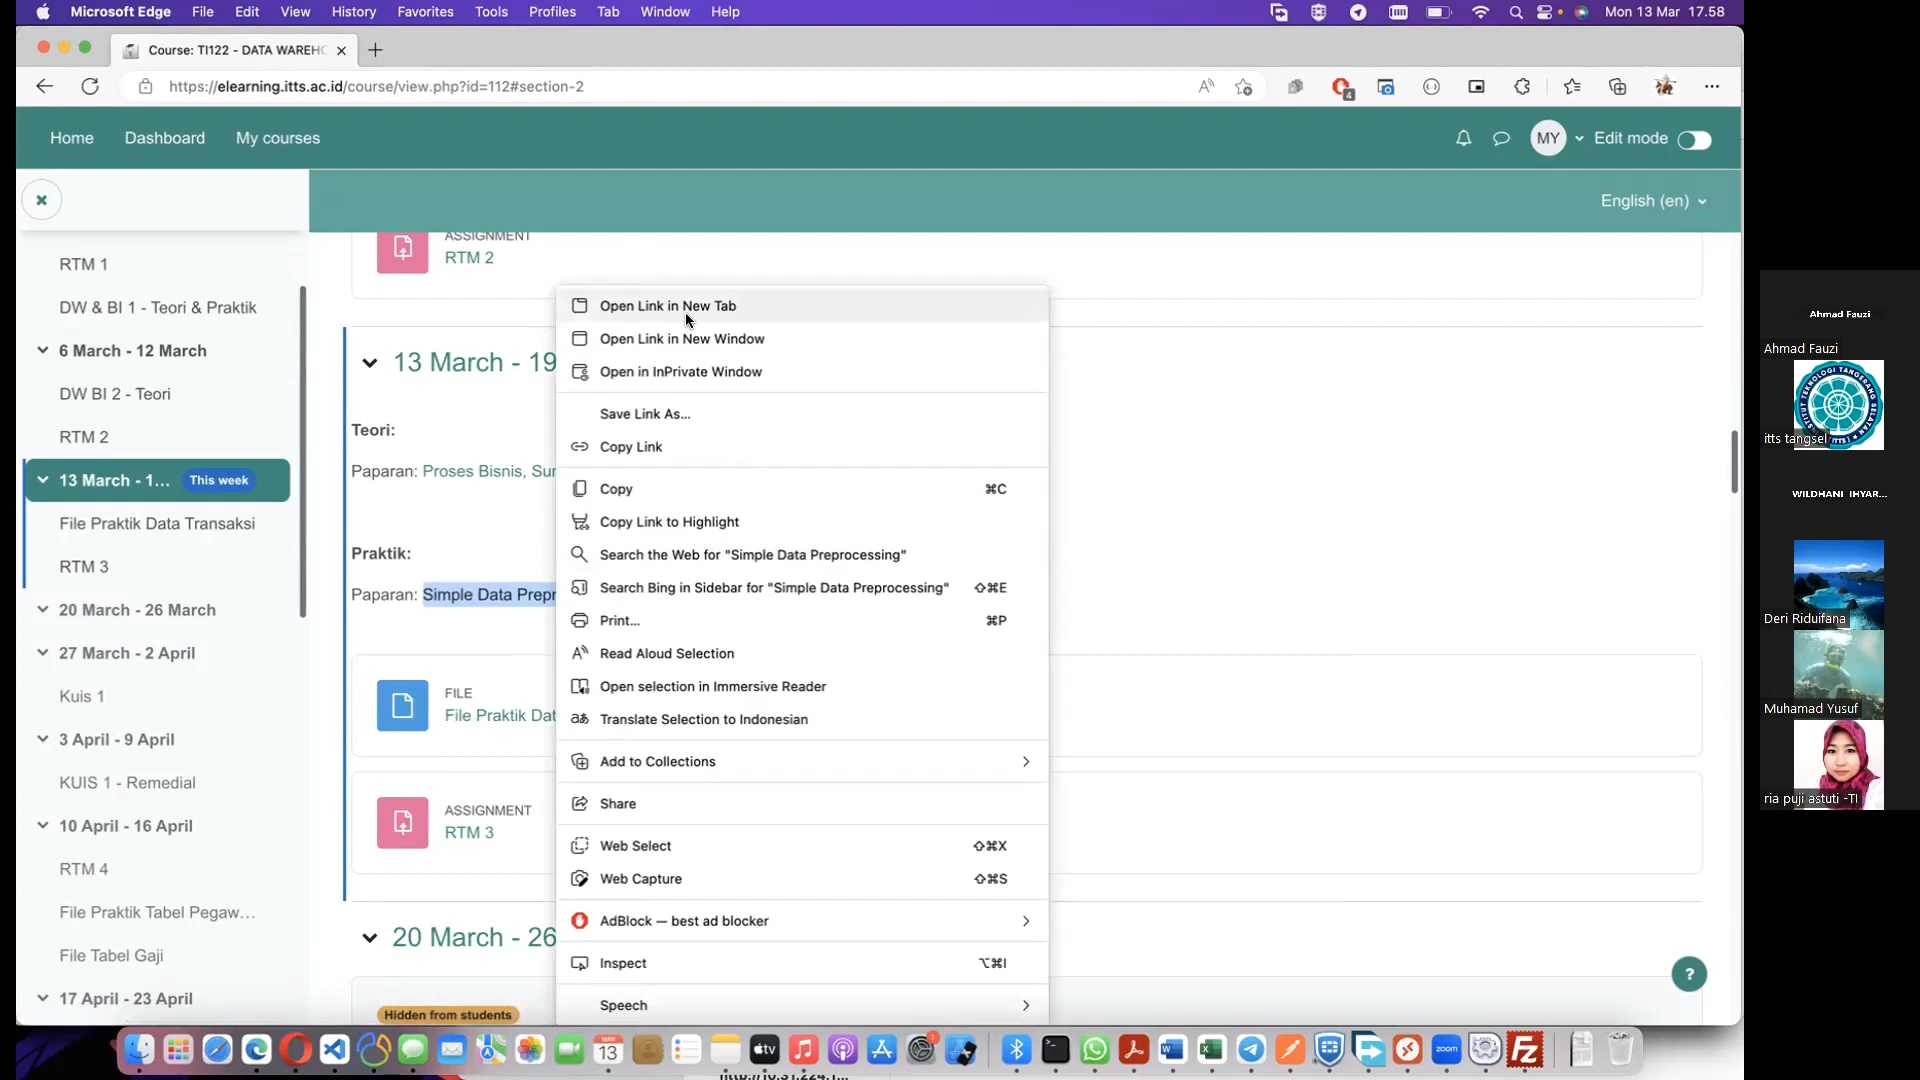 Microsoft Edge File Edit View History Favorites Tools Profiles Tab Window Help Mon 13 Mar 17.58
Course: TI122 - DATA WAREHO
https://elearning.itts.ac.id/course/view.php?id=112#section-2
4
Home Dashboard My courses MY Edit mode
English (en)
RTM 1
DW & BI 1 - Teori & Praktik
6 March - 12 March
DW BI 2 - Teori
RTM 2
13 March - 1... This week
File Praktik Data Transaksi
RTM 3
20 March - 26 March
27 March - 2 April
Kuis 1
3 April - 9 April
KUIS 1 - Remedial
10 April - 16 April
RTM 4
File Praktik Tabel Pegaw...
File Tabel Gaji
17 April - 23 April
ASSIGNMENT
RTM 2
13 March - 19
Teori:
Paparan: Proses Bisnis, Sur
Praktik:
Paparan: Simple Data Prepr
FILE
File Praktik Dat
ASSIGNMENT
RTM 3
20 March - 26
Hidden from students
Open Link in New Tab
Open Link in New Window
Open in InPrivate Window
Save Link As...
Copy Link
Copy ⌘C
Copy Link to Highlight
Search the Web for "Simple Data Preprocessing"
Search Bing in Sidebar for "Simple Data Preprocessing" ⇧⌘E
Print... ⌘P
Read Aloud Selection
Open selection in Immersive Reader
Translate Selection to Indonesian
Add to Collections
Share
Web Select ⇧⌘X
Web Capture ⇧⌘S
AdBlock — best ad blocker
Inspect ⌥⌘I
Speech
?
Ahmad Fauzi
Ahmad Fauzi
itts tangsel
WILDHANI IHYAR...
Deri Riduifana
Muhamad Yusuf
ria puji astuti -TI
MAR
13
tv
zoom